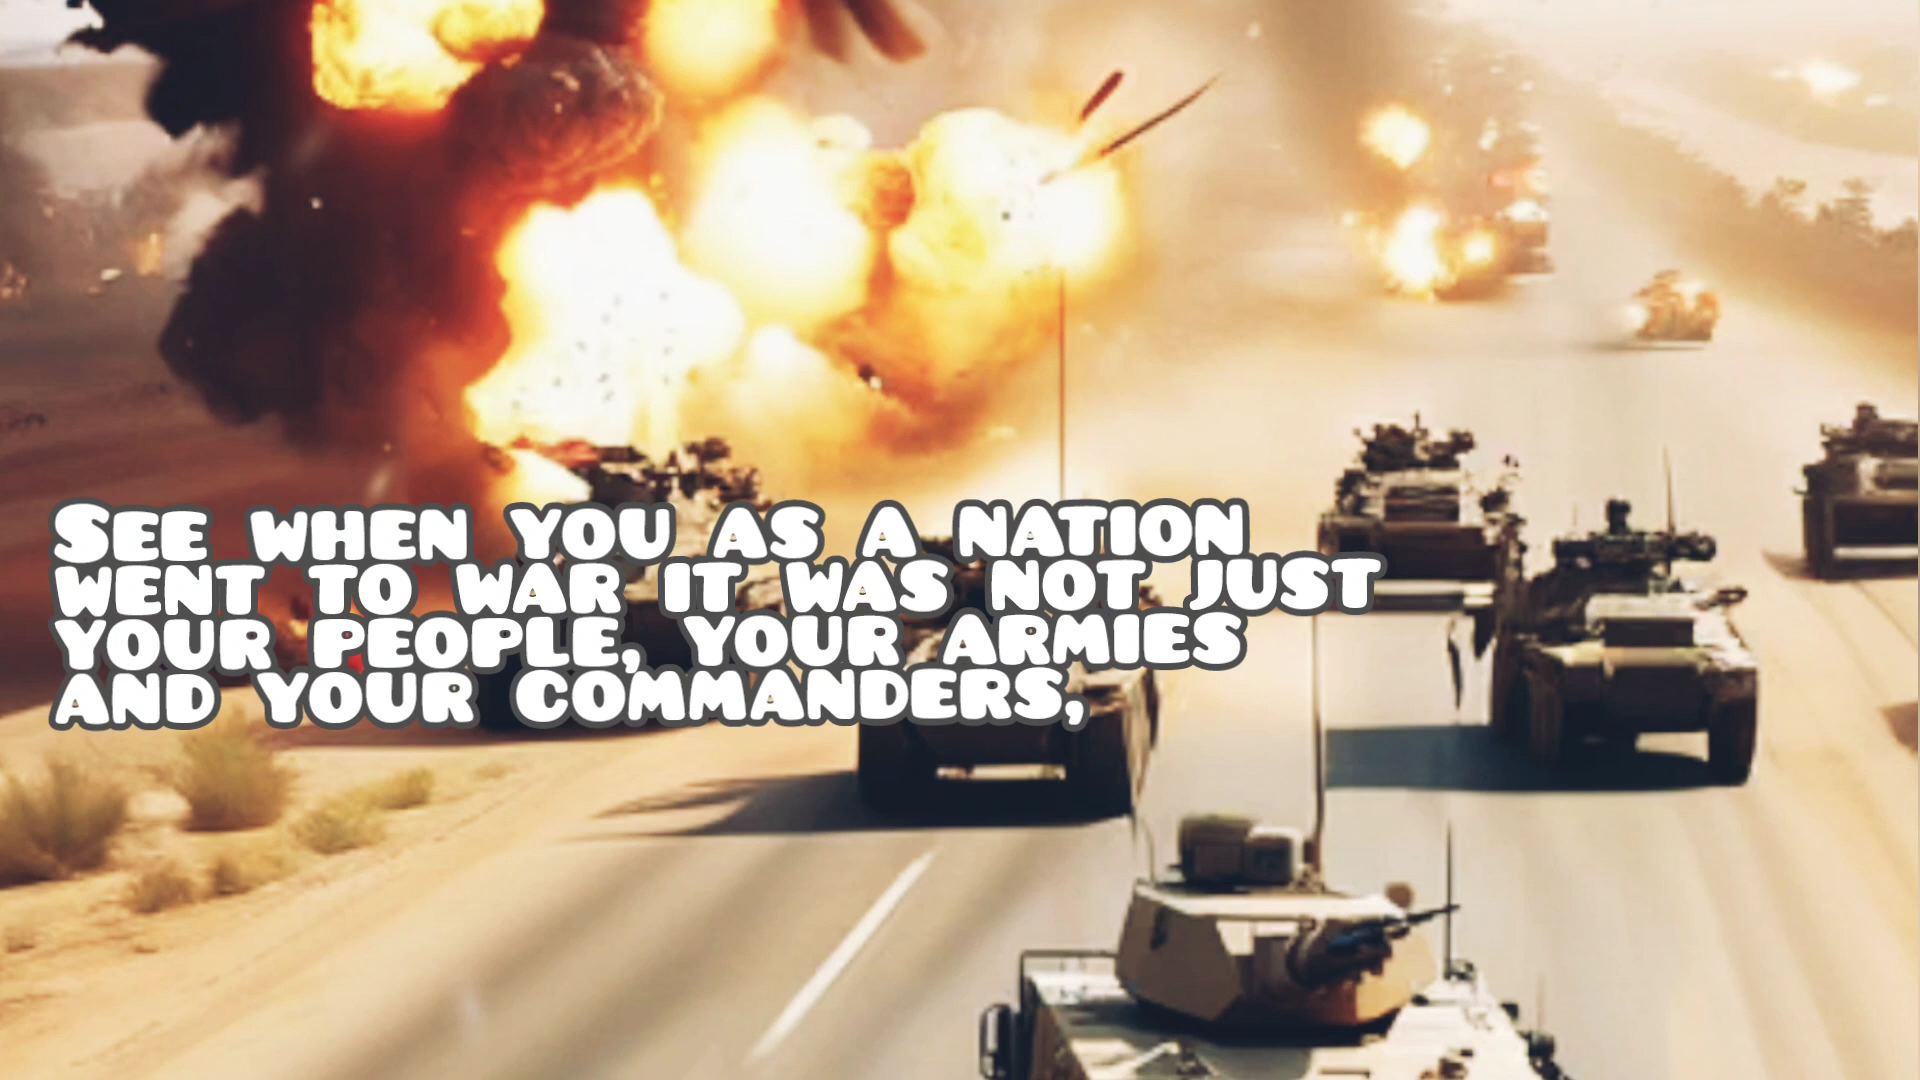 See when you as a nation
went to war it was not just
your people, your armies
and your commanders,